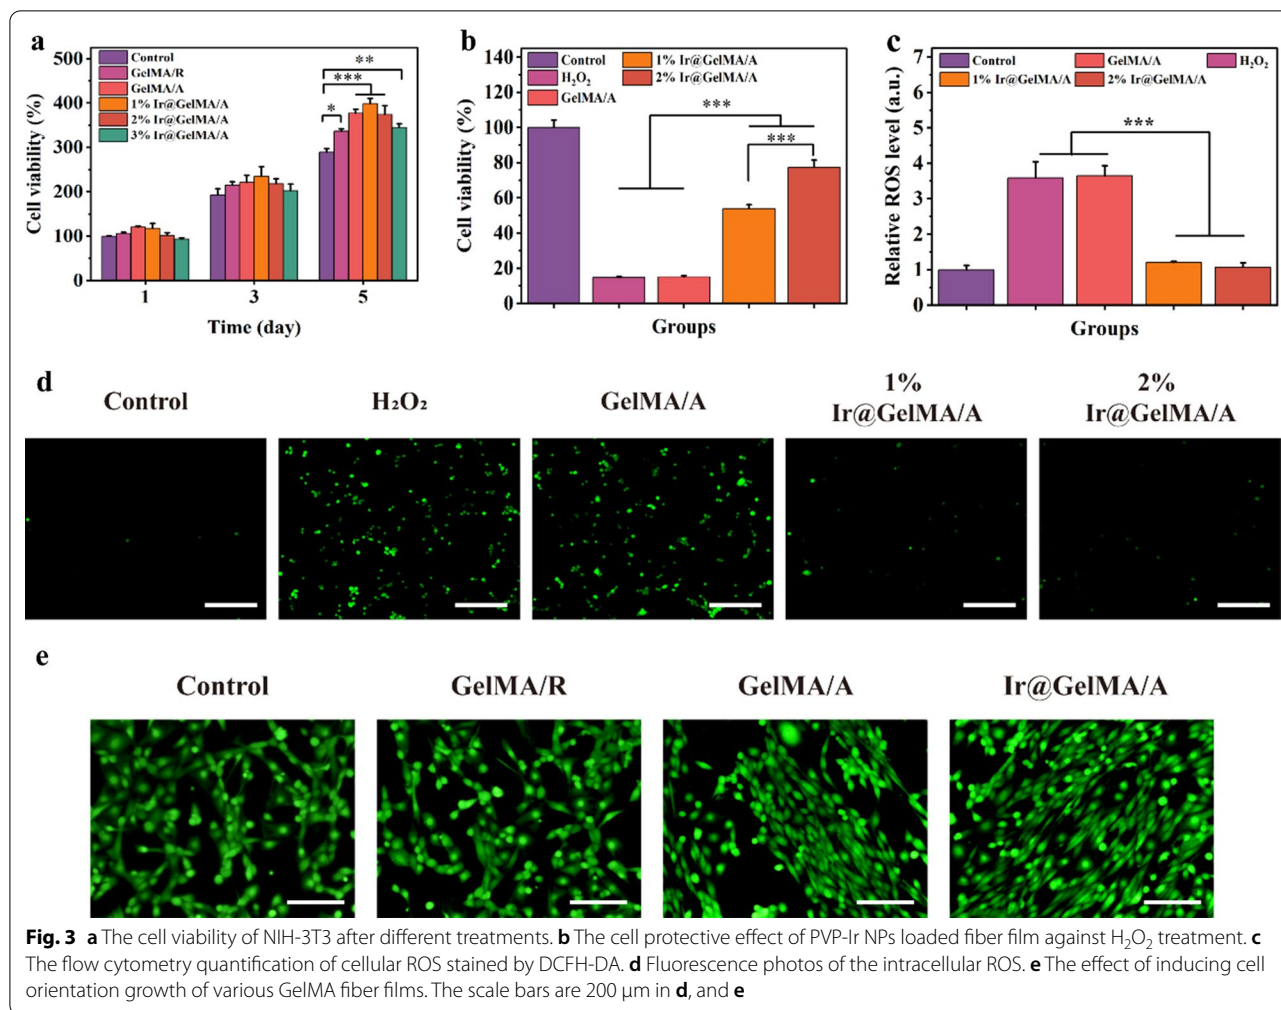 a
Cell viability (%)
500
400
300
200
100
0
Control
GelMA/R
GelMA/A
1% Ir@GelMA/A
2% Ir@GelMA/A
3% Ir@GelMA/A
*
***
**
1 3 5
Time (day)
b
Cell viability (%)
140
120
100
80
60
40
20
0
Control
H₂O₂
GelMA/A
1% Ir@GelMA/A
2% Ir@GelMA/A
***
***
Groups
c
Relative ROS level (a.u.)
7
6
5
4
3
2
1
0
Control GelMA/A H₂O₂
1% Ir@GelMA/A 2% Ir@GelMA/A
***
Groups
d
Control H₂O₂ GelMA/A 1% Ir@GelMA/A 2% Ir@GelMA/A
e
Control GelMA/R GelMA/A Ir@GelMA/A
Fig. 3 a The cell viability of NIH-3T3 after different treatments. b The cell protective effect of PVP-Ir NPs loaded fiber film against H₂O₂ treatment. c
The flow cytometry quantification of cellular ROS stained by DCFH-DA. d Fluorescence photos of the intracellular ROS. e The effect of inducing cell
orientation growth of various GelMA fiber films. The scale bars are 200 μm in d, and e